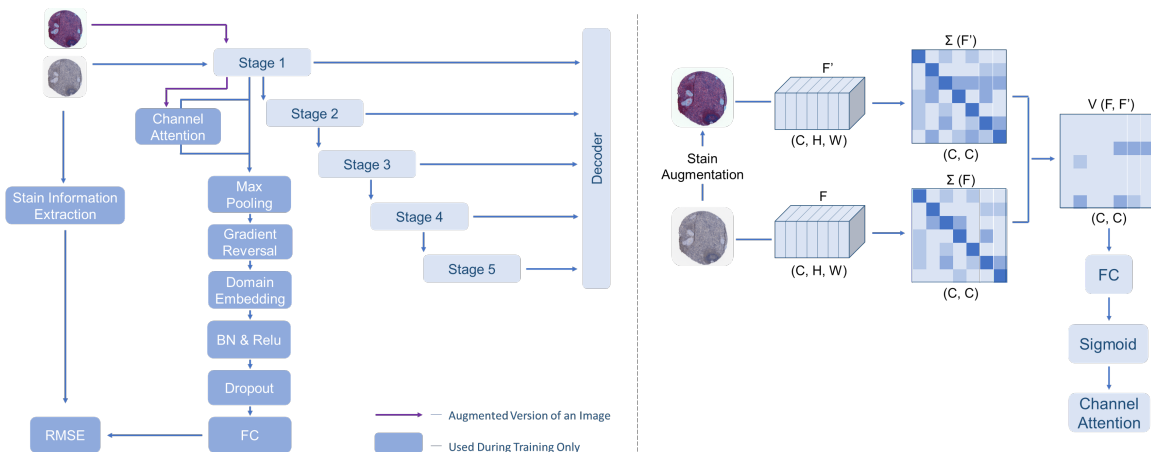 Stage 1
Channel
Attention
Stage 2
Stage 3
Stage 4
Stage 5
Decoder
Stain Information
Extraction
Max
Pooling
Gradient
Reversal
Domain
Embedding
BN & Relu
Dropout
FC
RMSE
— Augmented Version of an Image
— Used During Training Only
Stain
Augmentation
F'
(C, H, W)
F
(C, H, W)
Σ (F')
(C, C)
Σ (F)
(C, C)
V (F, F')
(C, C)
FC
Sigmoid
Channel
Attention